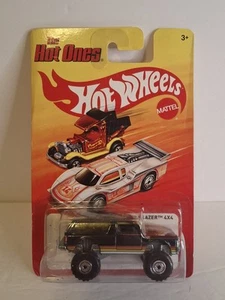 The
Hot Ones
3+
Hot Wheels
MATTEL
LAZER™ 4X4